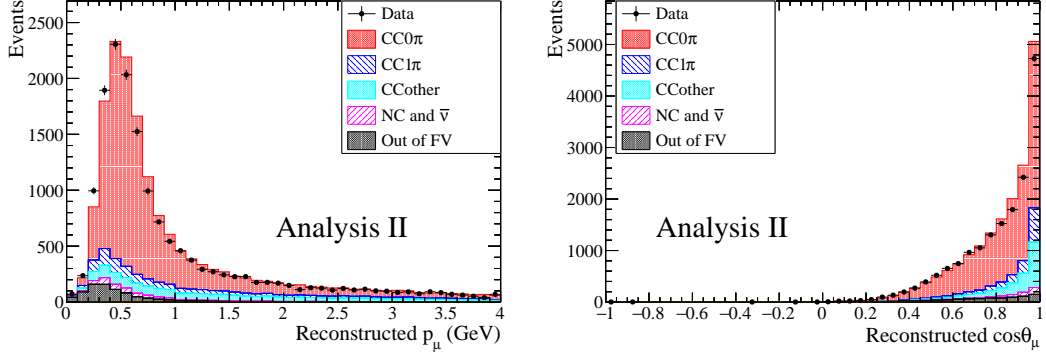 Events
2500
2000
1500
1000
500
0
Data
CC0π
CC1π
CCother
NC and ν̅
Out of FV
Analysis II
0 0.5 1 1.5 2 2.5 3 3.5 4
Reconstructed pμ (GeV)
Events
5000
4000
3000
2000
1000
0
Data
CC0π
CC1π
CCother
NC and ν̅
Out of FV
Analysis II
−1 −0.8 −0.6 −0.4 −0.2 0 0.2 0.4 0.6 0.8 1
Reconstructed cosθμ